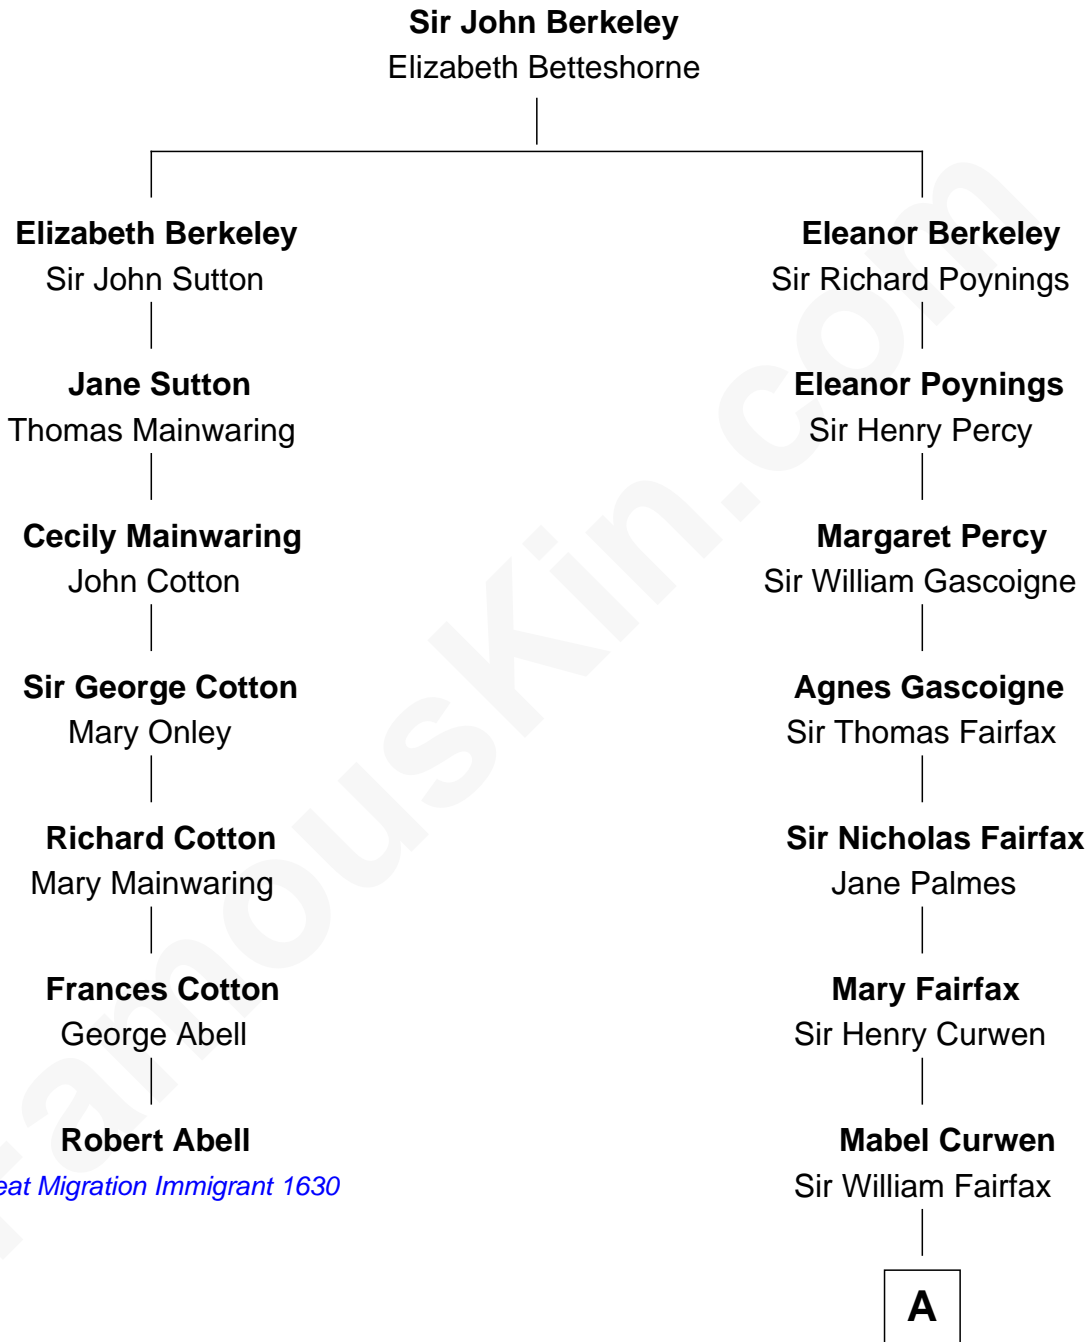 Sir John Berkeley
Elizabeth Betteshorne
Elizabeth Berkeley
Sir John Sutton
Jane Sutton
Thomas Mainwaring
Cecily Mainwaring
John Cotton
Sir George Cotton
Mary Onley
Richard Cotton
Mary Mainwaring
Frances Cotton
George Abell
Robert Abell
eat Migration Immigrant 1630
Eleanor Berkeley
Sir Richard Poynings
Eleanor Poynings
Sir Henry Percy
Margaret Percy
Sir William Gascoigne
Agnes Gascoigne
Sir Thomas Fairfax
Sir Nicholas Fairfax
Jane Palmes
Mary Fairfax
Sir Henry Curwen
Mabel Curwen
Sir William Fairfax
A
FamousKin.com